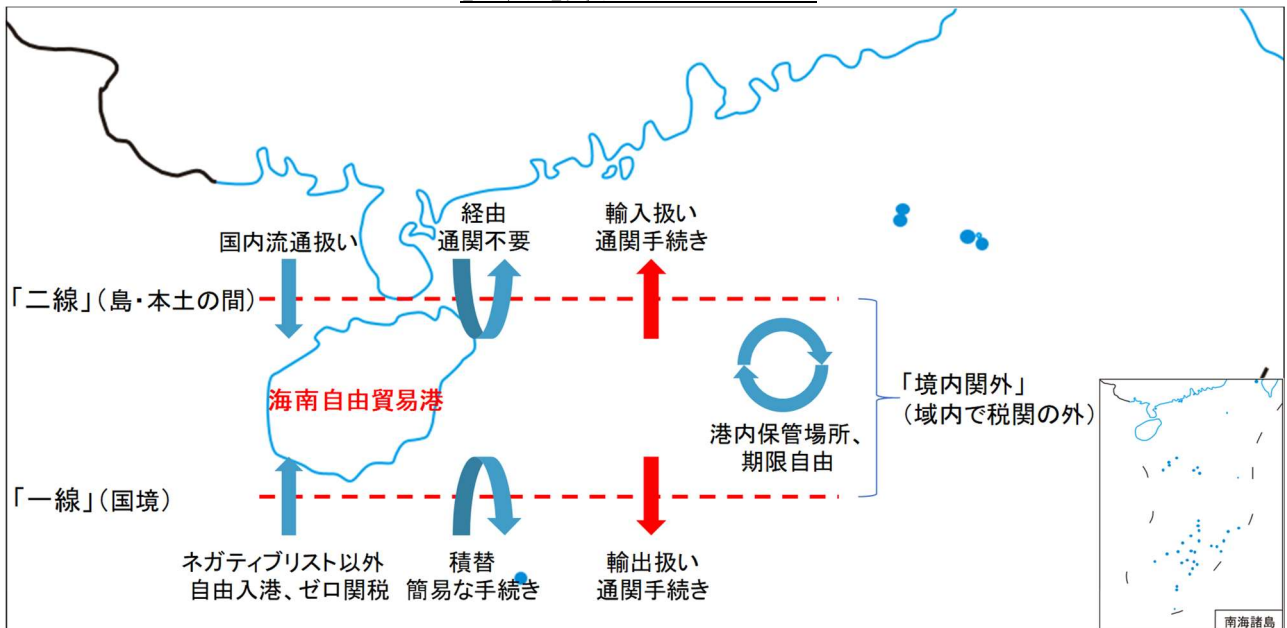 国内流通扱い
経由
通関不要
輸入扱い
通関手続き
「二線」(島・本土の間)
海南自由貿易港
「境内関外」
(域内で税関の外)
港内保管場所、
期限自由
「一線」(国境)
ネガティブリスト以外
自由入港、ゼロ関税
積替
簡易な手続き
輸出扱い
通関手続き
南海諸島